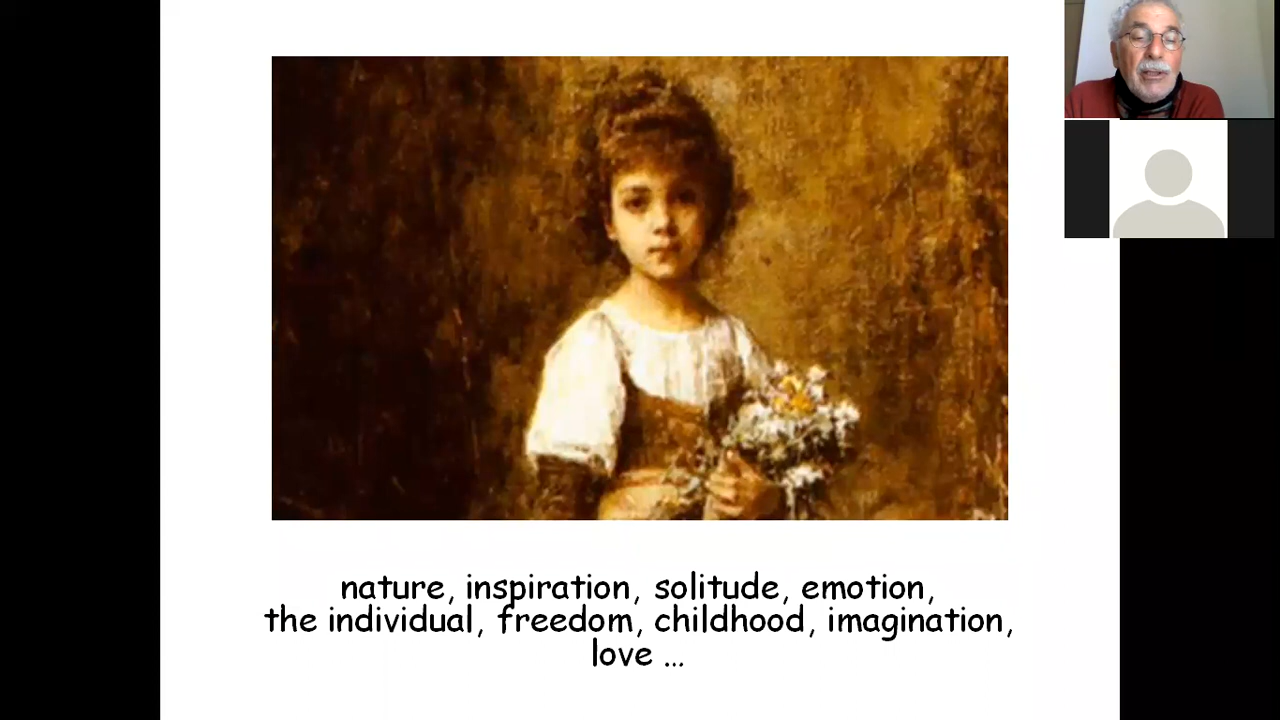 nature, inspiration, solitude, emotion,
the individual, freedom, childhood, imagination,
love ...